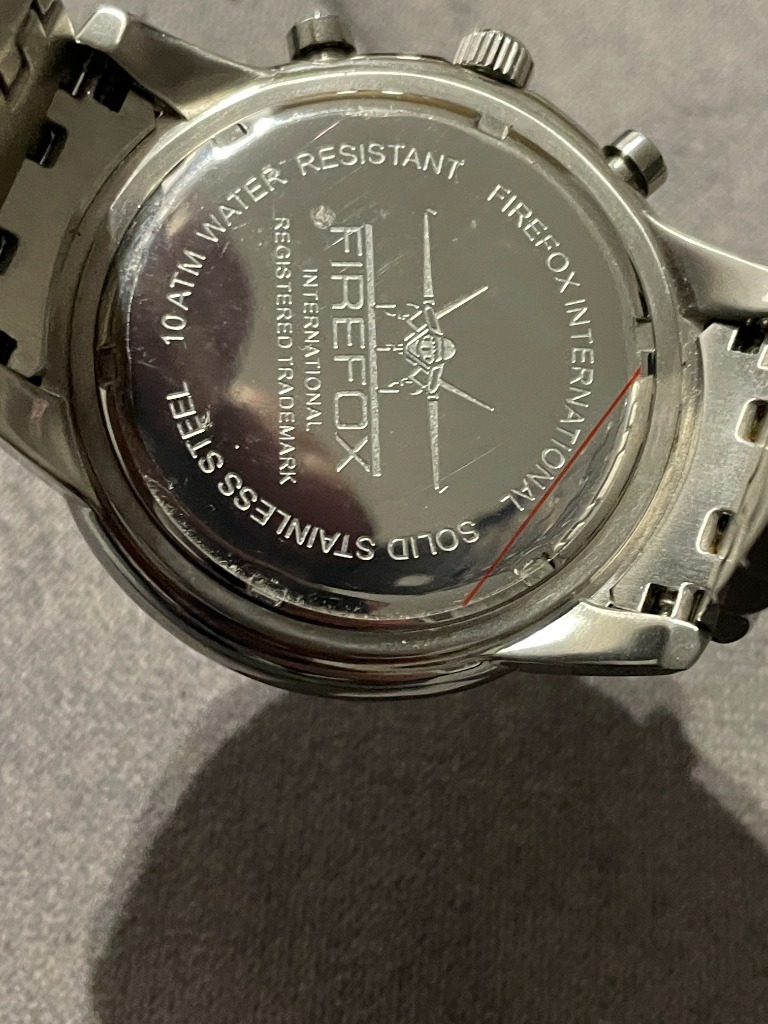 10 ATM WATER RESISTANT
FIREFOX INTERNATIONAL
SOLID STAINLESS STEEL
FIREFOX
INTERNATIONAL
REGISTERED TRADEMARK